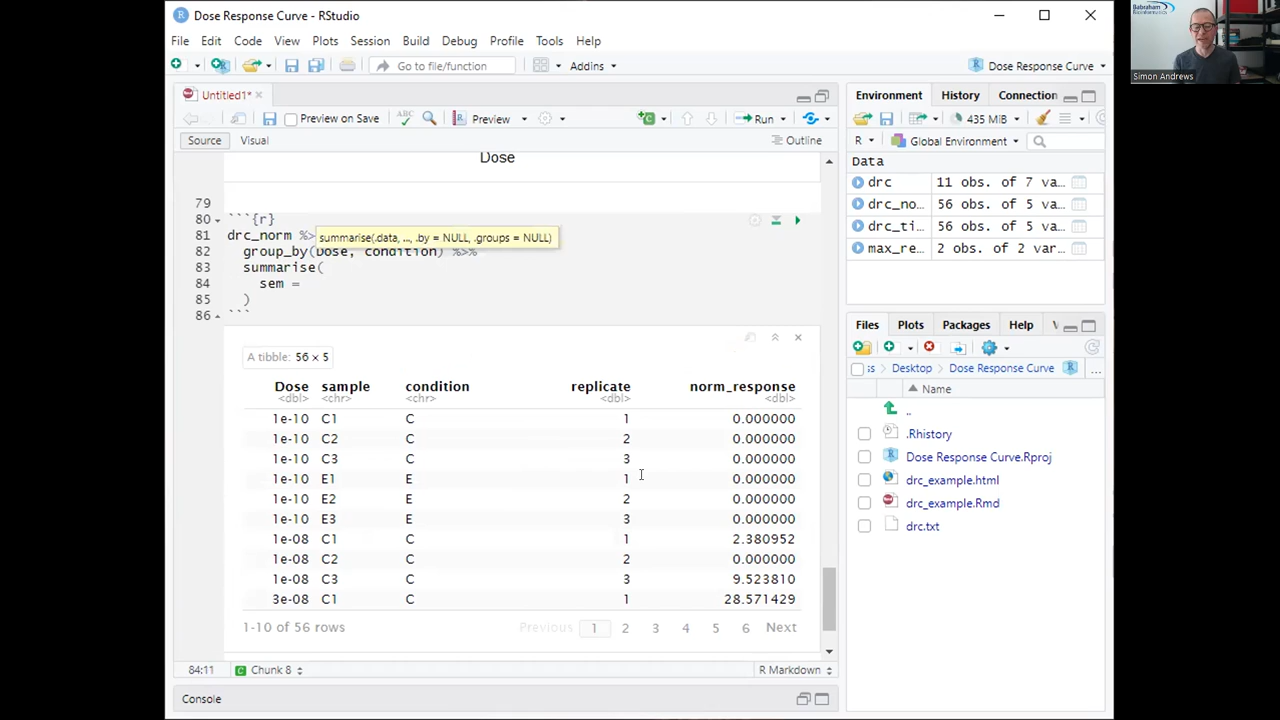 Dose Response Curve - RStudio
File Edit Code View Plots Session Build Debug Profile Tools Help
Go to file/function
Addins
Dose Response Curve
Untitled1*
Preview on Save
ABC
Preview
Run
Source Visual
Outline
Dose
79
80 ```{r}
81 drc_norm %>
summarise(.data, ..., .by = NULL, .groups = NULL)
82 group_by(Dose, condition) %>%
83 summarise(
84 sem =
85 )
86 ```
A tibble: 56 × 5
Dose sample condition replicate norm_response
<dbl> <chr> <chr> <dbl> <dbl>
1e-10 C1 C 1 0.000000
1e-10 C2 C 2 0.000000
1e-10 C3 C 3 0.000000
1e-10 E1 E 1 0.000000
1e-10 E2 E 2 0.000000
1e-10 E3 E 3 0.000000
1e-08 C1 C 1 2.380952
1e-08 C2 C 2 0.000000
1e-08 C3 C 3 9.523810
3e-08 C1 C 1 28.571429
1-10 of 56 rows
Previous 1 2 3 4 5 6 Next
84:11 Chunk 8 R Markdown
Console
Environment History Connection
435 MiB
R Global Environment
Data
drc 11 obs. of 7 va…
drc_no… 56 obs. of 5 va…
drc_ti… 56 obs. of 5 va…
max_re… 2 obs. of 2 var…
Files Plots Packages Help V
ss Desktop Dose Response Curve ...
Name
..
.Rhistory
Dose Response Curve.Rproj
drc_example.html
drc_example.Rmd
drc.txt
Babraham
Bioinformatics
Simon Andrews